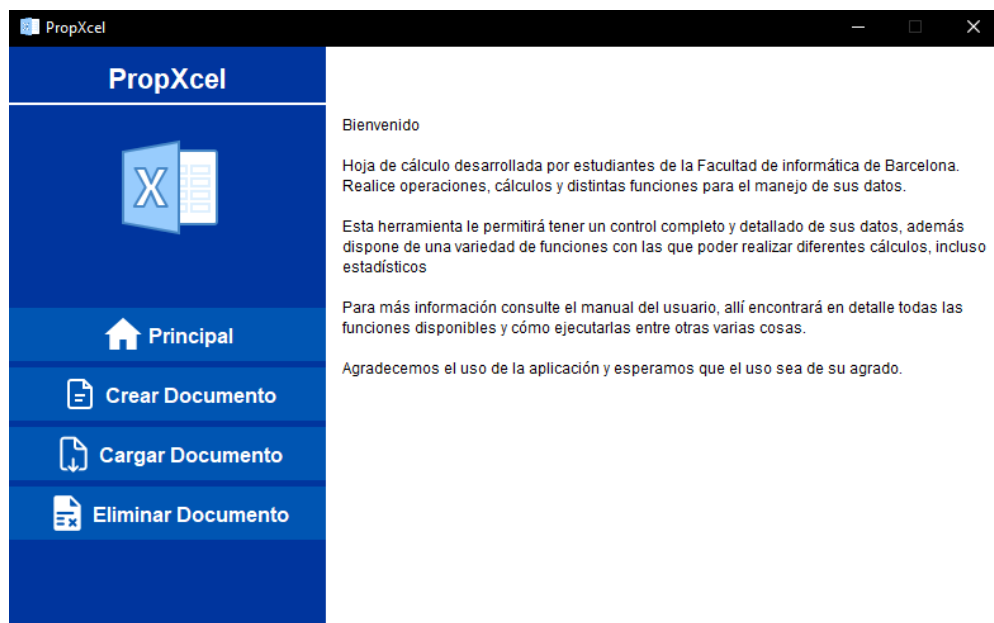 PropXcel
PropXcel
X
Principal
Crear Documento
Cargar Documento
Eliminar Documento
Bienvenido
Hoja de cálculo desarrollada por estudiantes de la Facultad de informática de Barcelona.
Realice operaciones, cálculos y distintas funciones para el manejo de sus datos.
Esta herramienta le permitirá tener un control completo y detallado de sus datos, además
dispone de una variedad de funciones con las que poder realizar diferentes cálculos, incluso
estadísticos
Para más información consulte el manual del usuario, allí encontrará en detalle todas las
funciones disponibles y cómo ejecutarlas entre otras varias cosas.
Agradecemos el uso de la aplicación y esperamos que el uso sea de su agrado.